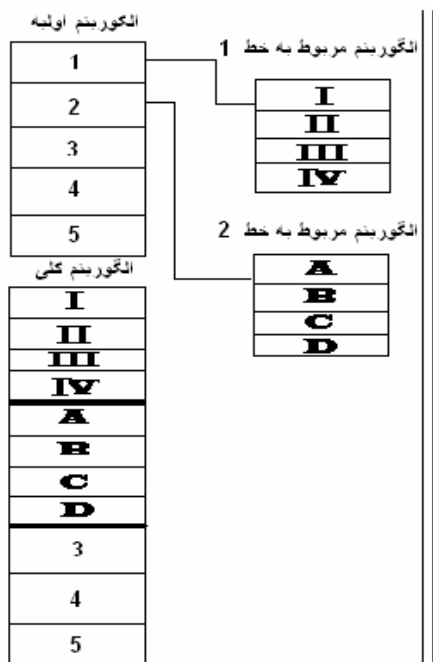 الگوریتم اولیه
1
2
3
4
5
الگوریتم مربوط به خط 1
I
II
III
IV
الگوریتم مربوط به خط 2
A
B
C
D
الگوریتم کلی
I
II
III
IV
A
B
C
D
3
4
5